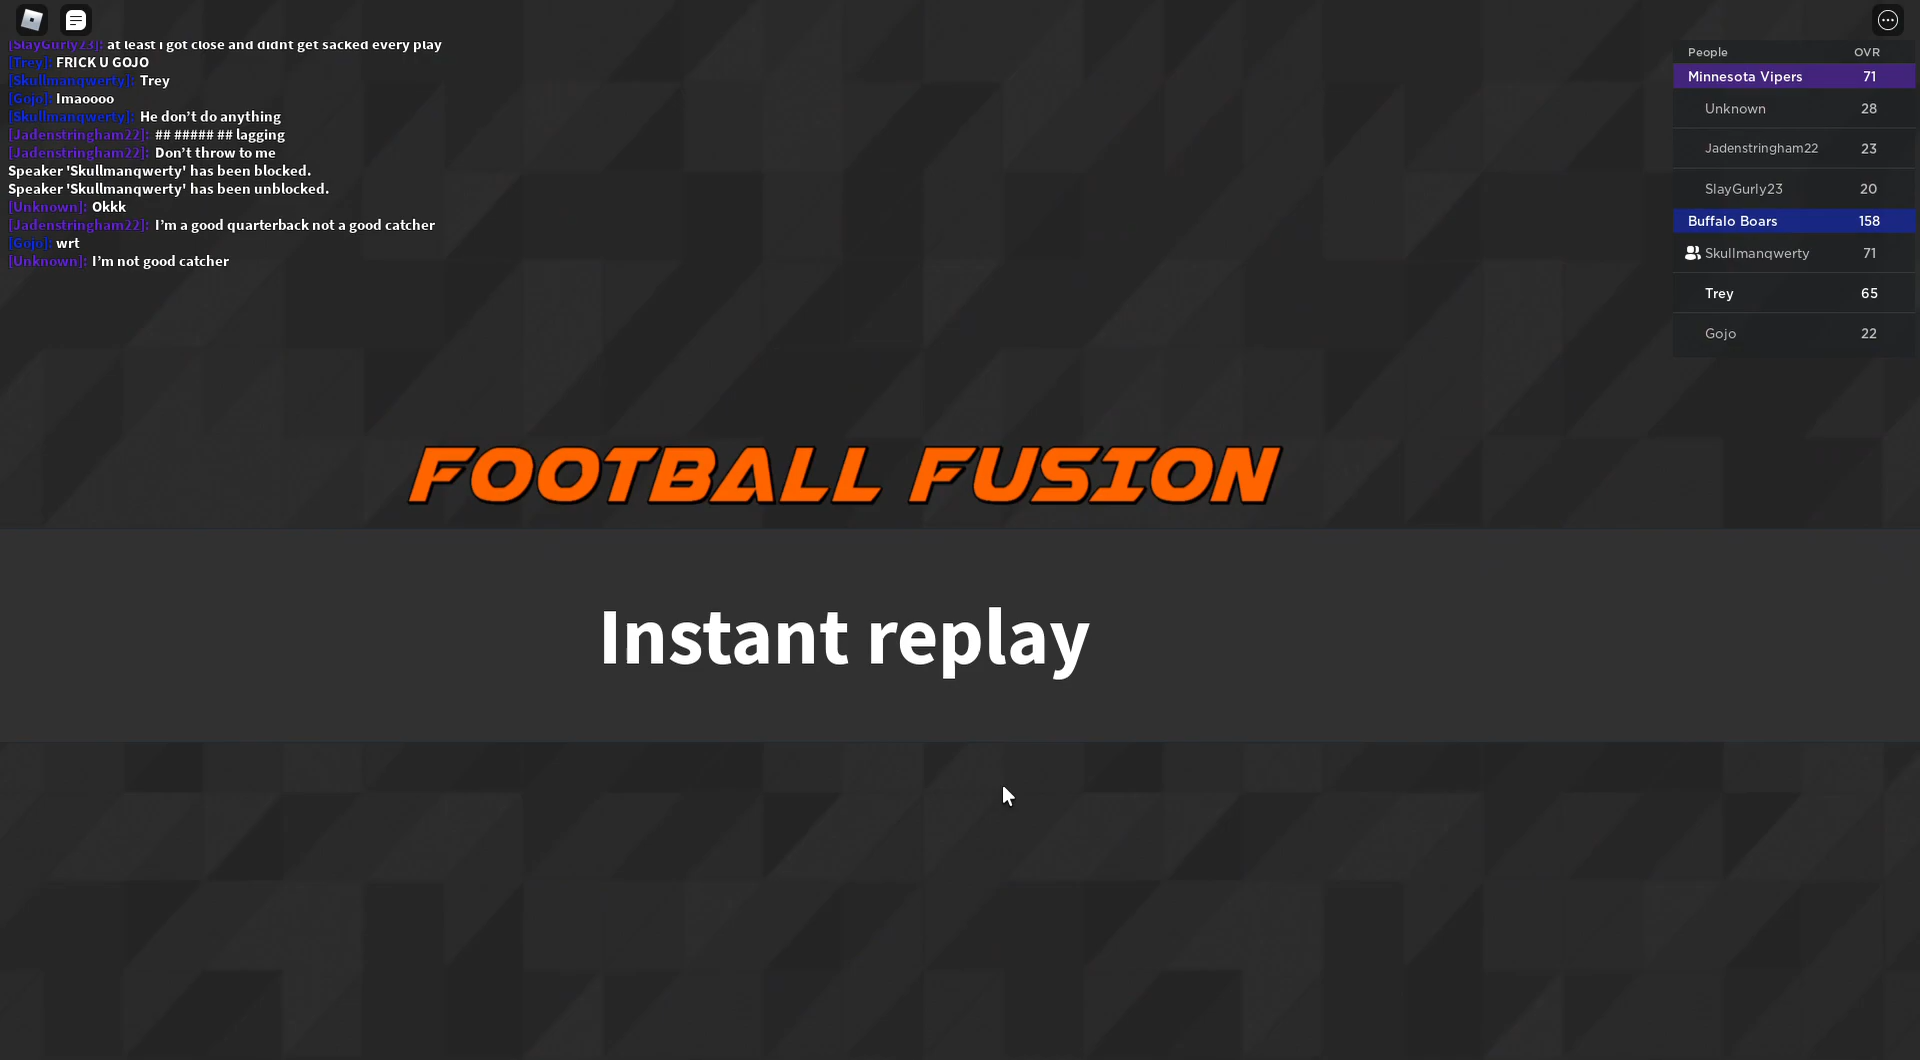 [SlayGurly23]: at least i got close and didnt get sacked every play
[Trey]: FRICK U GOJO
[Skullmanqwerty]: Trey
[Gojo]: lmaoooo
[Skullmanqwerty]: He don’t do anything
[Jadenstringham22]: ## ##### ## lagging
[Jadenstringham22]: Don’t throw to me
Speaker 'Skullmanqwerty' has been blocked.
Speaker 'Skullmanqwerty' has been unblocked.
[Unknown]: Okkk
[Jadenstringham22]: I’m a good quarterback not a good catcher
[Gojo]: wrt
[Unknown]: I’m not good catcher
People OVR
Minnesota Vipers 71
Unknown 28
Jadenstringham22 23
SlayGurly23 20
Buffalo Boars 158
Skullmanqwerty 71
Trey 65
Gojo 22
FOOTBALL FUSION
Instant replay